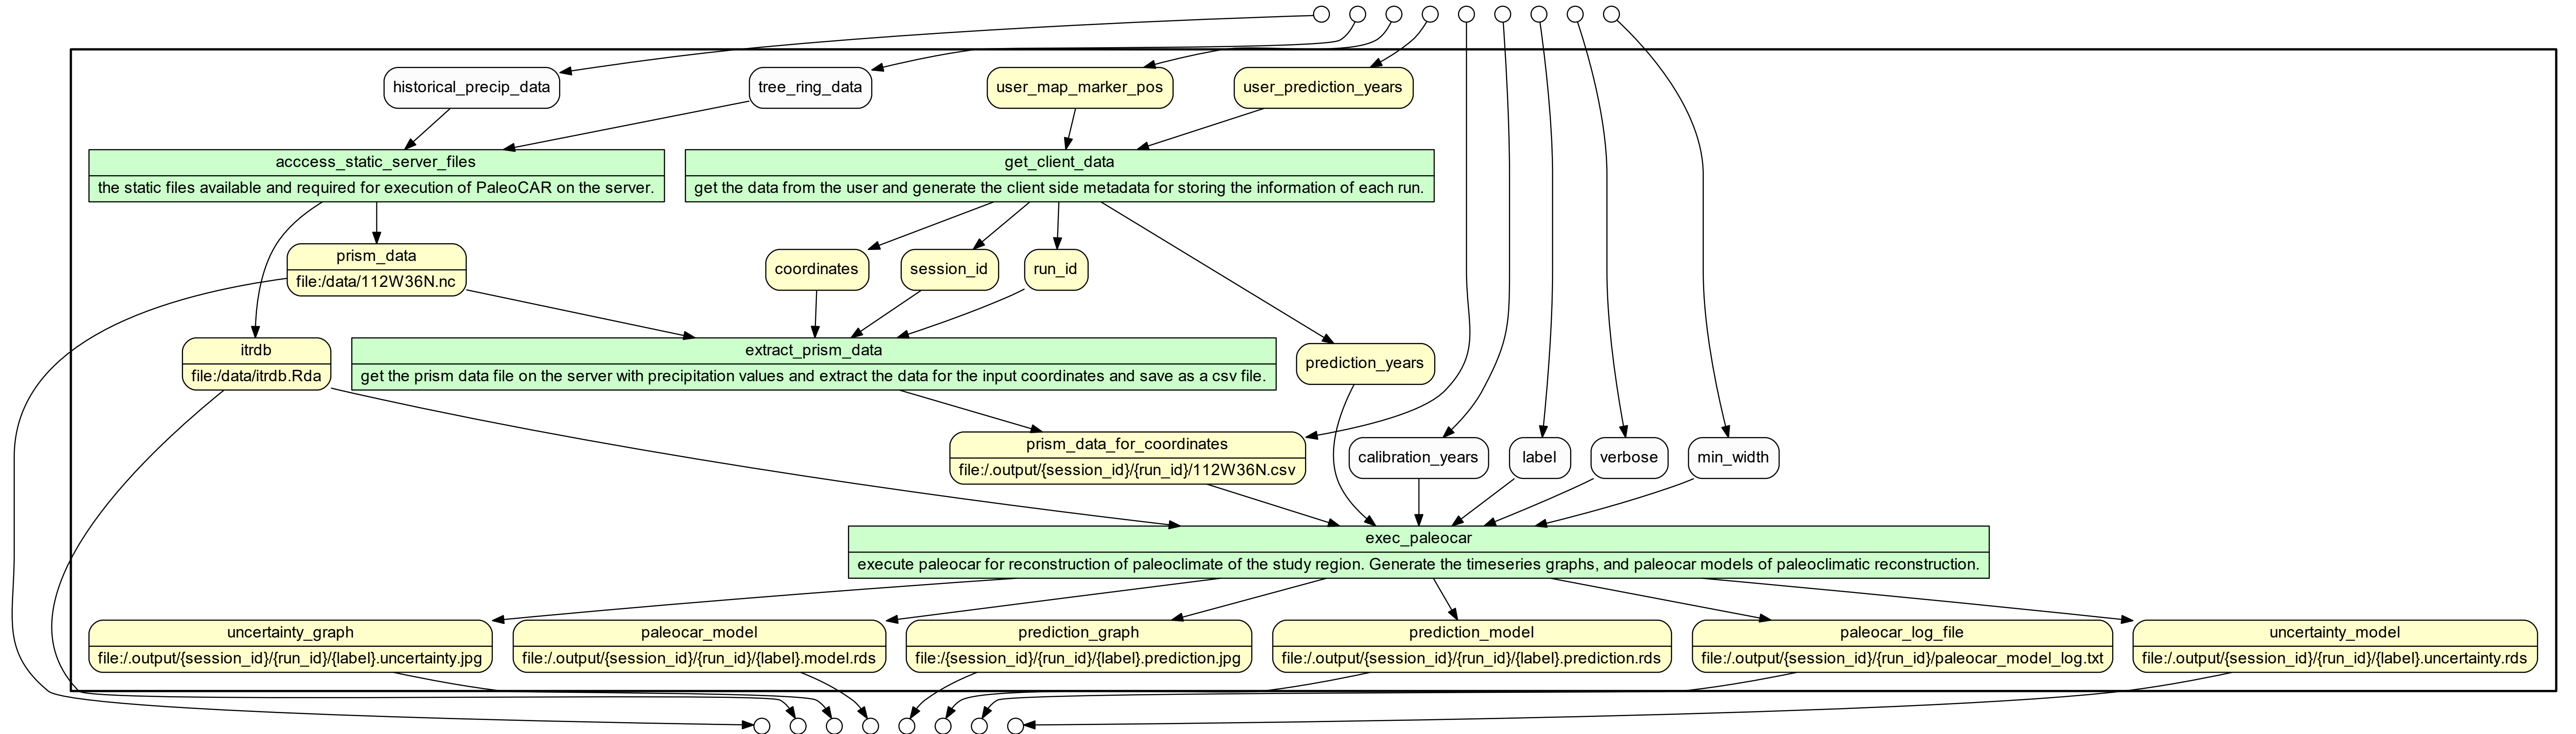 historical_precip_data
tree_ring_data
user_map_marker_pos
user_prediction_years
acccess_static_server_files
the static files available and required for execution of PaleoCAR on the server.
get_client_data
get the data from the user and generate the client side metadata for storing the information of each run.
prism_data
file:/data/112W36N.nc
coordinates
session_id
run_id
itrdb
file:/data/itrdb.Rda
extract_prism_data
get the prism data file on the server with precipitation values and extract the data for the input coordinates and save as a csv file.
prediction_years
prism_data_for_coordinates
file:/.output/{session_id}/{run_id}/112W36N.csv
calibration_years
label
verbose
min_width
exec_paleocar
execute paleocar for reconstruction of paleoclimate of the study region. Generate the timeseries graphs, and paleocar models of paleoclimatic reconstruction.
uncertainty_graph
file:/.output/{session_id}/{run_id}/{label}.uncertainty.jpg
paleocar_model
file:/.output/{session_id}/{run_id}/{label}.model.rds
prediction_graph
file:/{session_id}/{run_id}/{label}.prediction.jpg
prediction_model
file:/.output/{session_id}/{run_id}/{label}.prediction.rds
paleocar_log_file
file:/.output/{session_id}/{run_id}/paleocar_model_log.txt
uncertainty_model
file:/.output/{session_id}/{run_id}/{label}.uncertainty.rds